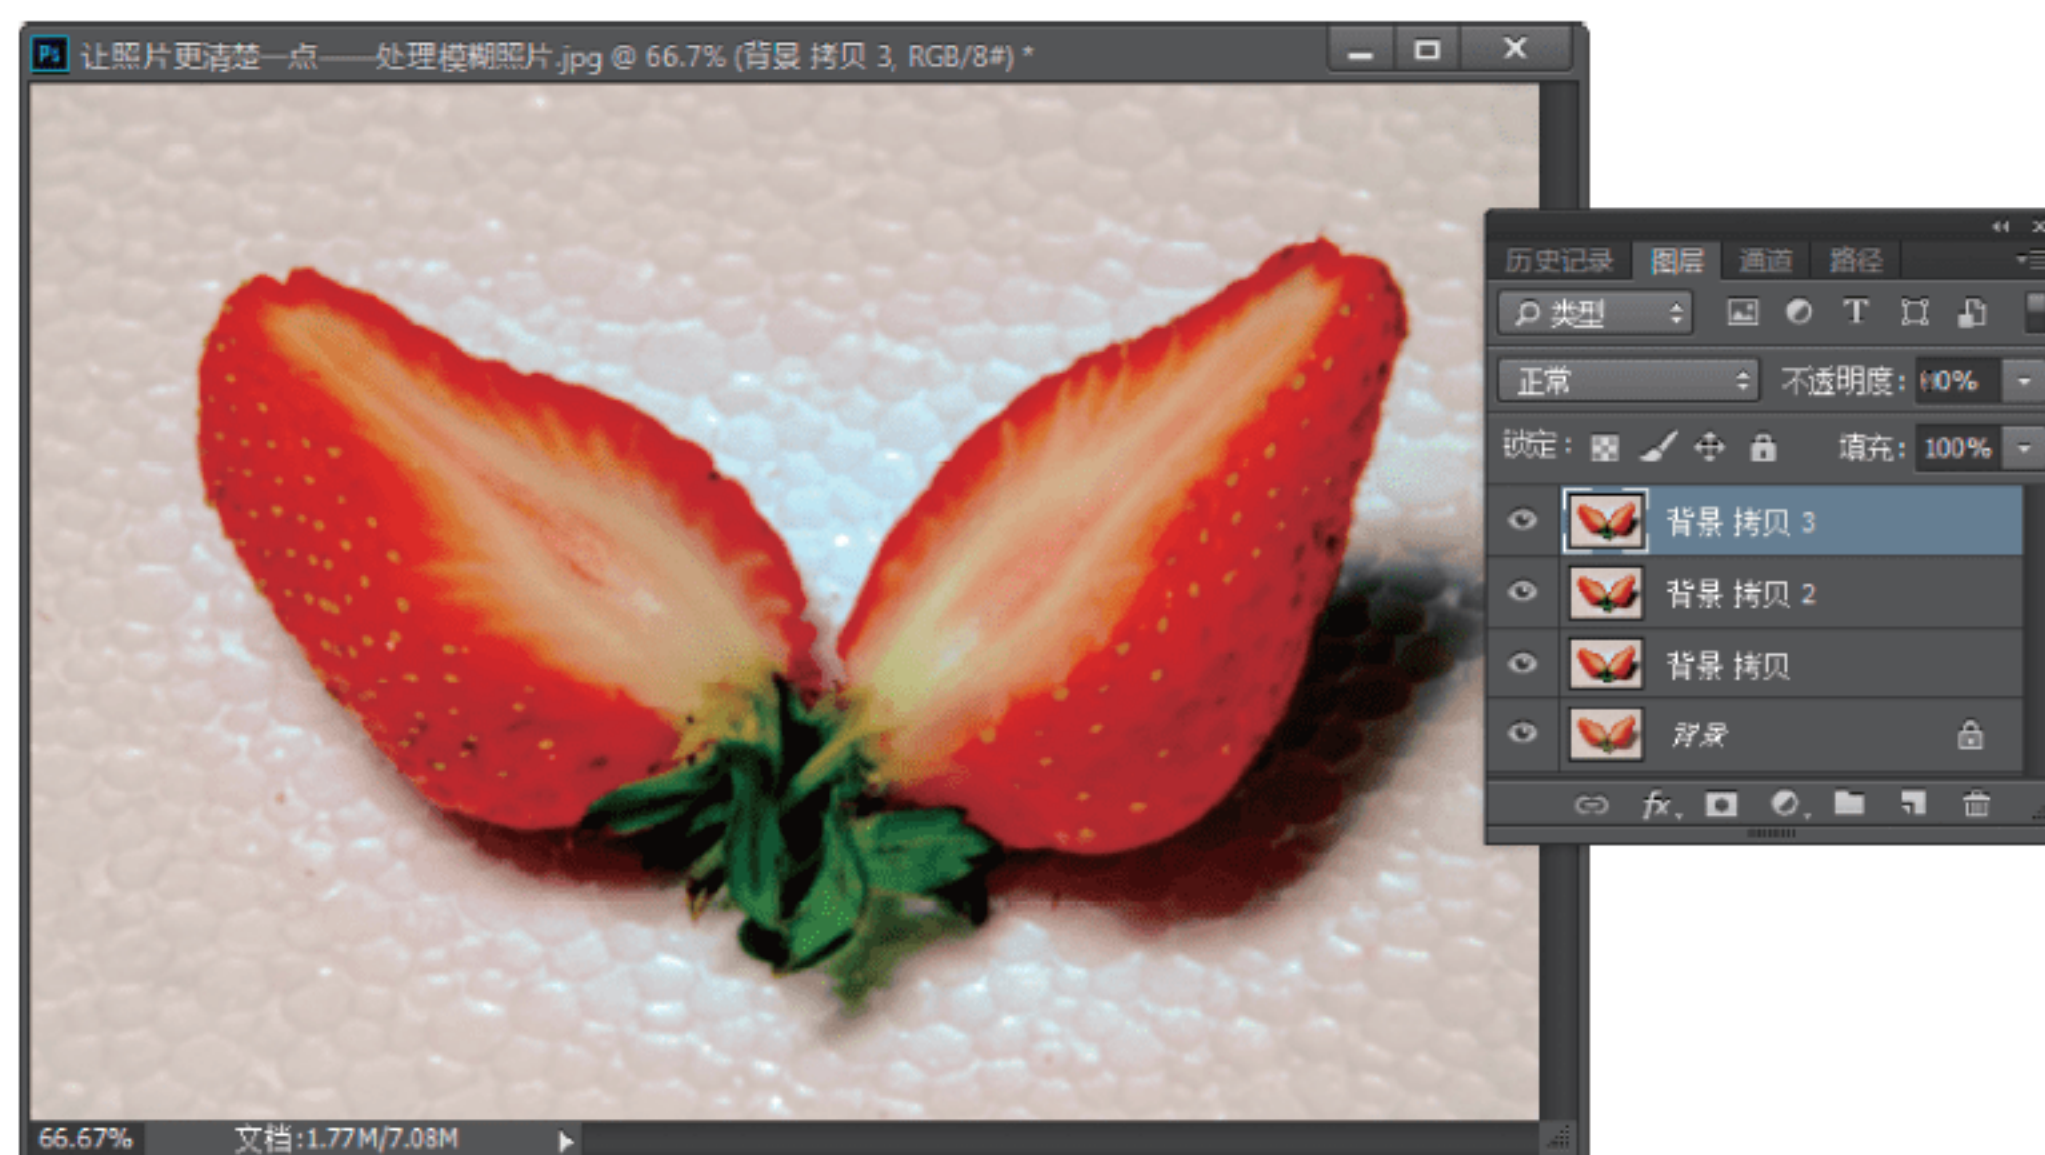 Ps 让照片更清楚一点——处理模糊照片.jpg @ 66.7% (背景 拷贝 3, RGB/8#) *
历史记录 图层 通道 路径
类型
正常 不透明度:
锁定: 填充: 100%
背景 拷贝 3
背景 拷贝 2
背景 拷贝
背景
fx
66.67% 文档:1.77M/7.08M